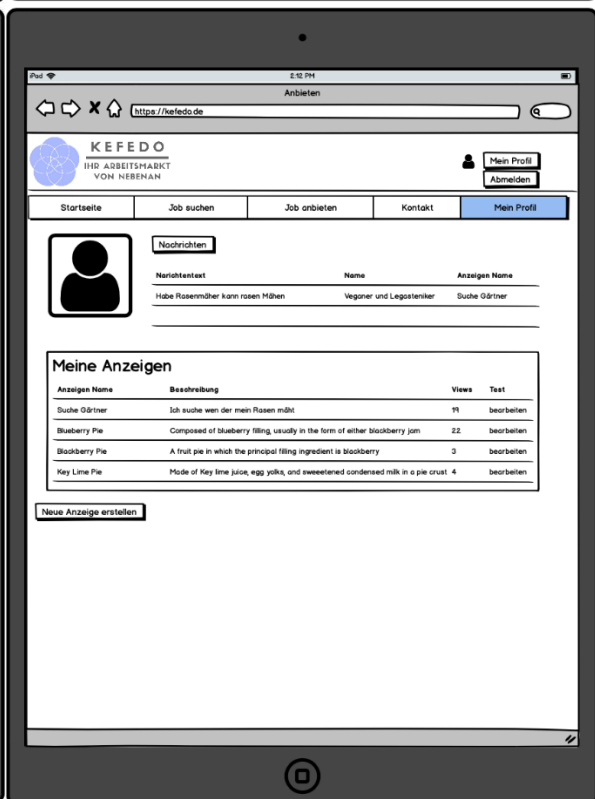 iPad 2:12 PM
Anbieten
https://kefedo.de
KEFEDO
IHR ARBEITSMARKT
VON NEBENAN
Mein Profil
Abmelden
Startseite Job suchen Job anbieten Kontakt Mein Profil
Nachrichten
Narichtentext Name Anzeigen Name
Habe Rasenmäher kann rasen Mähen Veganer und Legasteniker Suche Gärtner
Meine Anzeigen
Anzeigen Name Beschreibung Views Test
Suche Gärtner Ich suche wen der mein Rasen mäht 19 bearbeiten
Blueberry Pie Composed of blueberry filling, usually in the form of either blackberry jam 22 bearbeiten
Blackberry Pie A fruit pie in which the principal filling ingredient is blackberry 3 bearbeiten
Key Lime Pie Made of Key lime juice, egg yolks, and sweeetened condensed milk in a pie crust 4 bearbeiten
Neue Anzeige erstellen